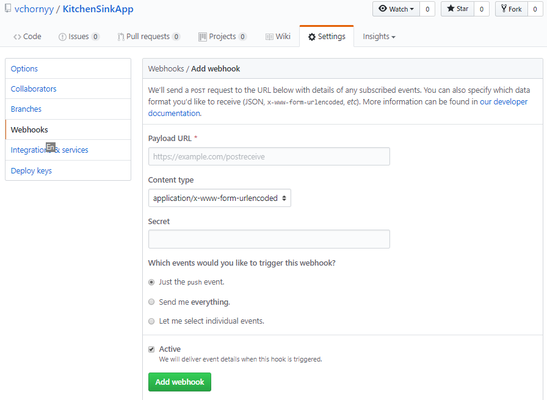 vchornyy / KitchenSinkApp
Watch 0 Star 0 Fork 0
Code Issues 0 Pull requests 0 Projects 0 Wiki Settings Insights
Options
Collaborators
Branches
Webhooks
Integrations & services
En
Deploy keys
Webhooks / Add webhook
We'll send a POST request to the URL below with details of any subscribed events. You can also specify which data
format you'd like to receive (JSON, x-www-form-urlencoded, etc). More information can be found in our developer
documentation.
Payload URL *
https://example.com/postreceive
Content type
application/x-www-form-urlencoded
Secret
Which events would you like to trigger this webhook?
Just the push event.
Send me everything.
Let me select individual events.
Active
We will deliver event details when this hook is triggered.
Add webhook